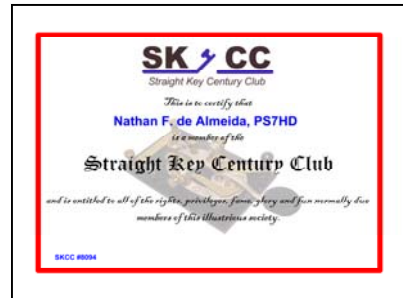 SKCC
Straight Key Century Club
This is to certify that
Nathan F. de Almeida, PS7HD
is a member of the
Straight Key Century Club
and is entitled to all of the rights, privileges, fame, glory and fun normally due
members of this illustrious society.
SKCC #8094